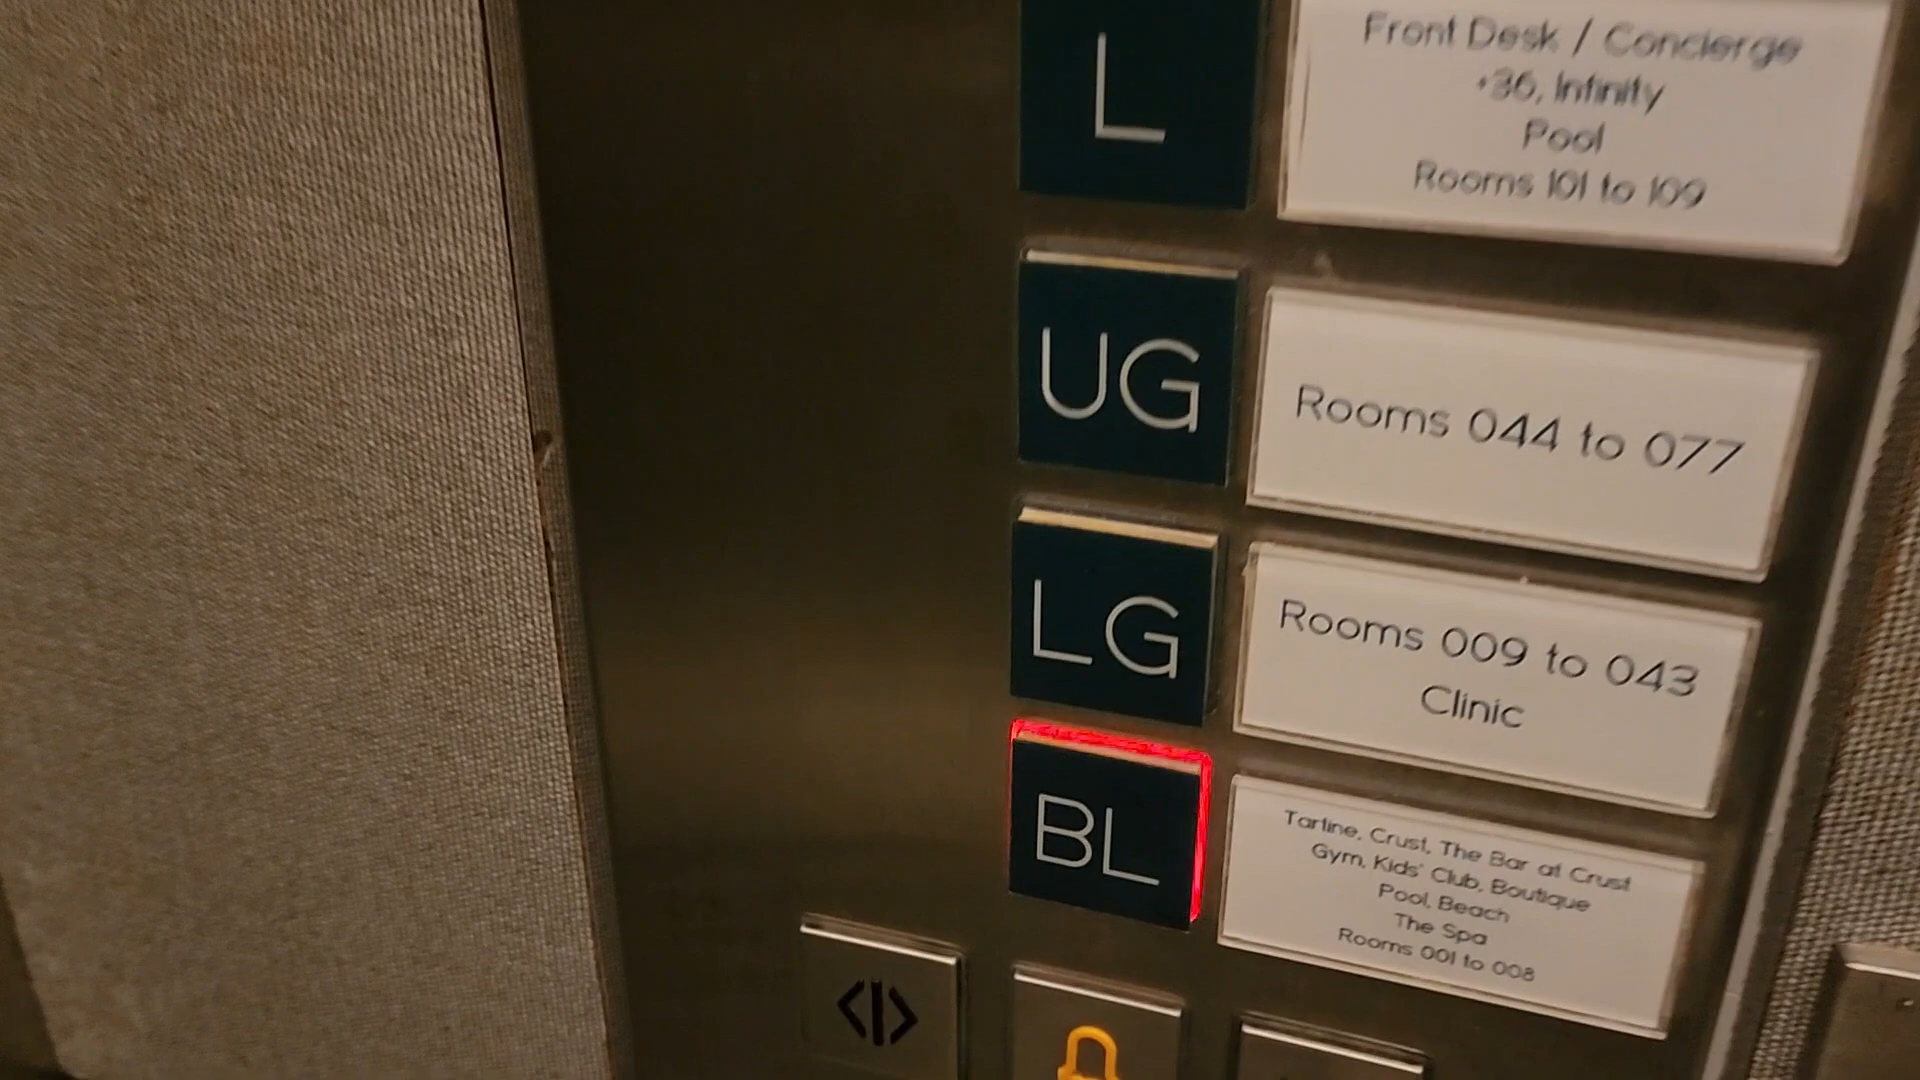 L
Front Desk / Concierge
+36, Infinity
Pool
Rooms 101 to 109
UG
Rooms 044 to 077
LG
Rooms 009 to 043
Clinic
BL
Tartine, Crust, The Bar at Crust
Gym, Kids' Club, Boutique
Pool, Beach
The Spa
Rooms 001 to 008